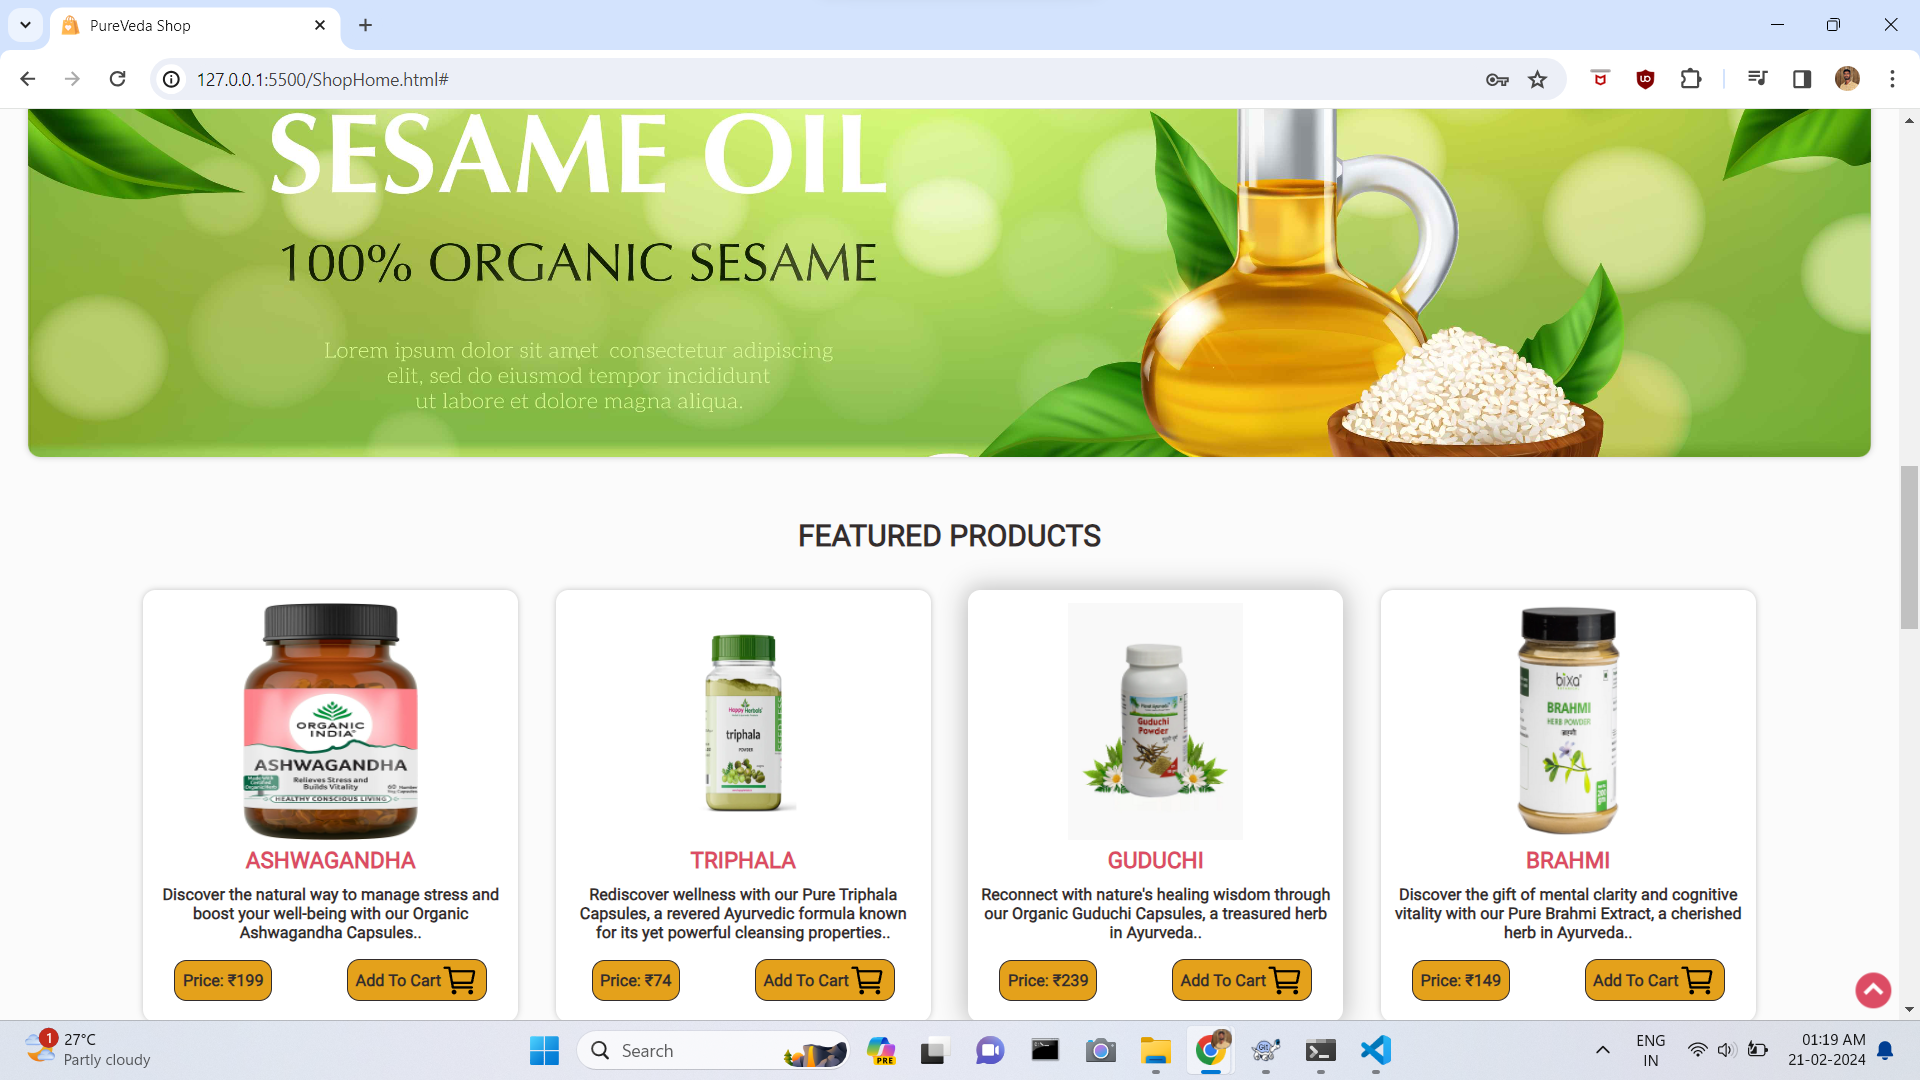 PureVeda Shop
127.0.0.1:5500/ShopHome.html#
SESAME OIL
100% ORGANIC SESAME
Lorem ipsum dolor sit amet consectetur adipiscing
elit, sed do eiusmod tempor incididunt
ut labore et dolore magna aliqua.
FEATURED PRODUCTS
ORGANIC
INDIA
ASHWAGANDHA
Relieves Stress and
Builds Vitality
HEALTHY CONSCIOUS LIVING
ASHWAGANDHA
Discover the natural way to manage stress and
boost your well-being with our Organic
Ashwagandha Capsules..
Price: ₹199
Add To Cart
Happy Herbals
triphala
POWDER
TRIPHALA
Rediscover wellness with our Pure Triphala
Capsules, a revered Ayurvedic formula known
for its yet powerful cleansing properties..
Price: ₹74
Add To Cart
Planet Ayurveda
Guduchi
Powder
GUDUCHI
Reconnect with nature's healing wisdom through
our Organic Guduchi Capsules, a treasured herb
in Ayurveda..
Price: ₹239
Add To Cart
bixa
BRAHMI
HERB POWDER
ब्राह्मी
BRAHMI
Discover the gift of mental clarity and cognitive
vitality with our Pure Brahmi Extract, a cherished
herb in Ayurveda..
Price: ₹149
Add To Cart
1
27°C
Partly cloudy
Search
PRE
ENG
IN
01:19 AM
21-02-2024